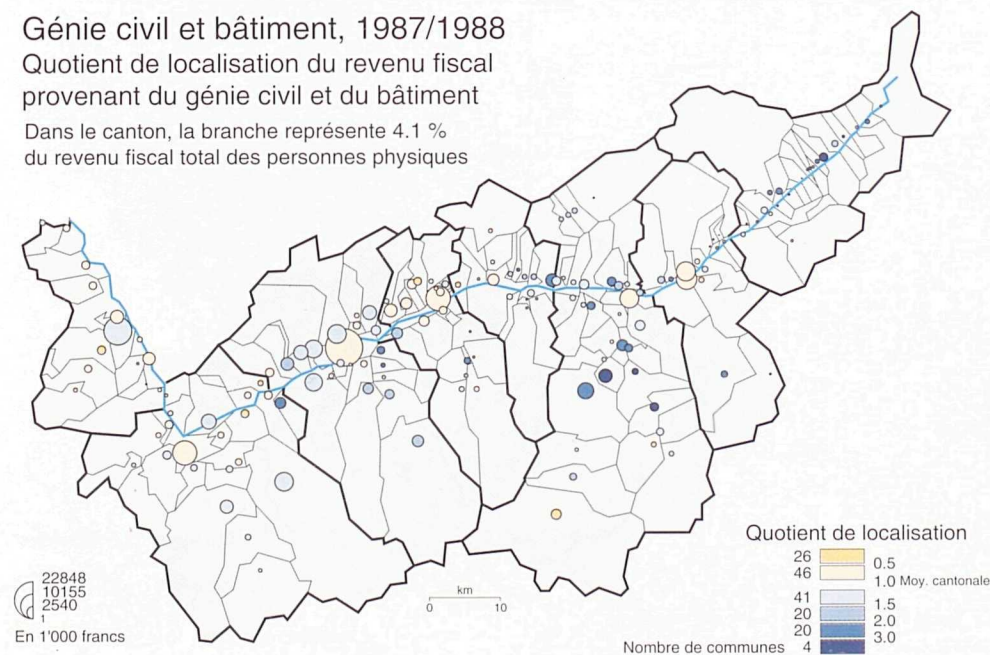 Génie civil et bâtiment, 1987/1988
Quotient de localisation du revenu fiscal
provenant du génie civil et du bâtiment
Dans le canton, la branche représente 4.1 %
du revenu fiscal total des personnes physiques
22848
10155
2540
1
En 1'000 francs
km
0 10
Quotient de localisation
26
0.5
46
1.0 Moy. cantonale
41
1.5
20
2.0
20
3.0
Nombre de communes 4